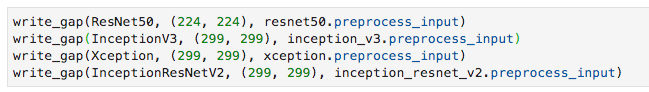 write_gap(ResNet50, (224, 224), resnet50.preprocess_input)
write_gap(InceptionV3, (299, 299), inception_v3.preprocess_input)
write_gap(Xception, (299, 299), xception.preprocess_input)
write_gap(InceptionResNetV2, (299, 299), inception_resnet_v2.preprocess_input)